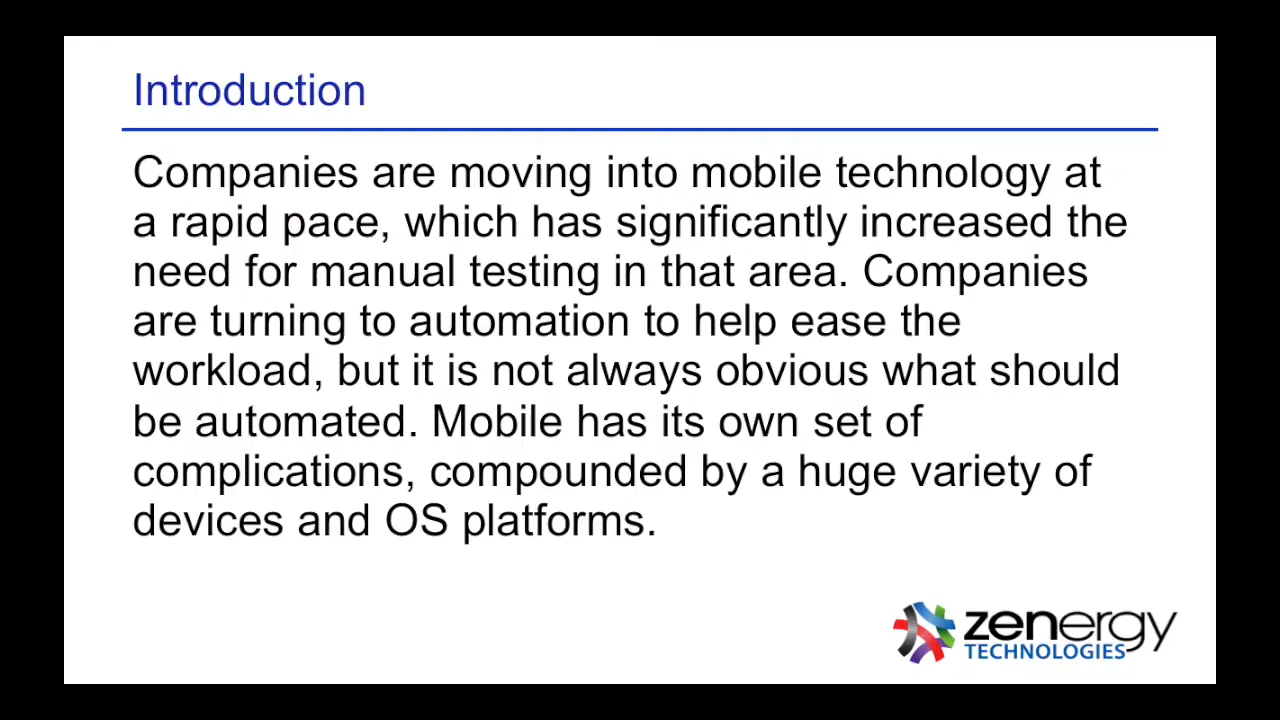 Introduction
Companies are moving into mobile technology at
a rapid pace, which has significantly increased the
need for manual testing in that area. Companies
are turning to automation to help ease the
workload, but it is not always obvious what should
be automated. Mobile has its own set of
complications, compounded by a huge variety of
devices and OS platforms.
zenergy
TECHNOLOGIES